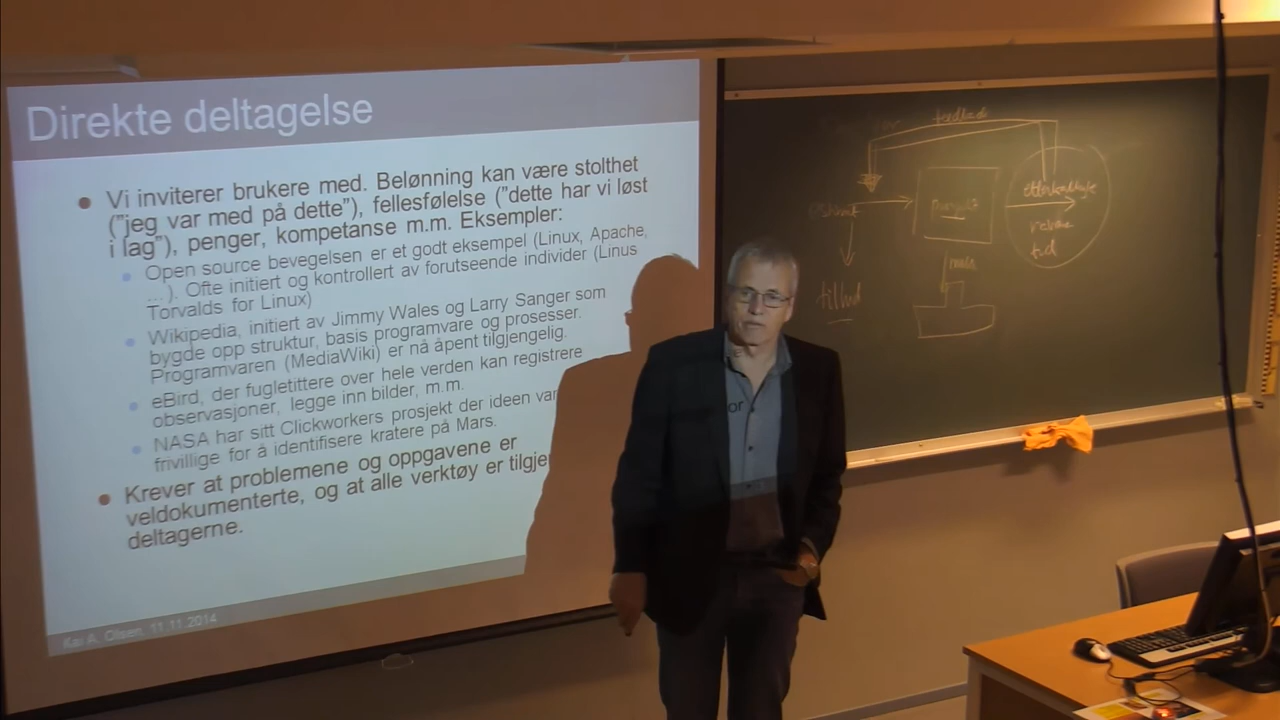 Direkte deltagelse
Vi inviterer brukere med. Belønning kan være stolthet
("jeg var med på dette"), fellesfølelse ("dette har vi løst
i lag"), penger, kompetanse m.m. Eksempler:
Open source bevegelsen er et godt eksempel (Linux, Apache,
...). Ofte initiert og kontrollert av forutseende individer (Linus
Torvalds for Linux)
Wikipedia, initiert av Jimmy Wales og Larry Sanger som
bygde opp struktur, basis programvare og prosesser.
Programvaren (MediaWiki) er nå åpent tilgjengelig.
eBird, der fugletittere over hele verden kan registrere
observasjoner, legge inn bilder, m.m.
NASA har sitt Clickworkers prosjekt der ideen var
frivillige for å identifisere kratere på Mars.
Krever at problemene og oppgavene er
veldokumenterte, og at alle verktøy er tilgje
deltagerne.
Kai A. Olsen, 11.11.2014
or
tilbud